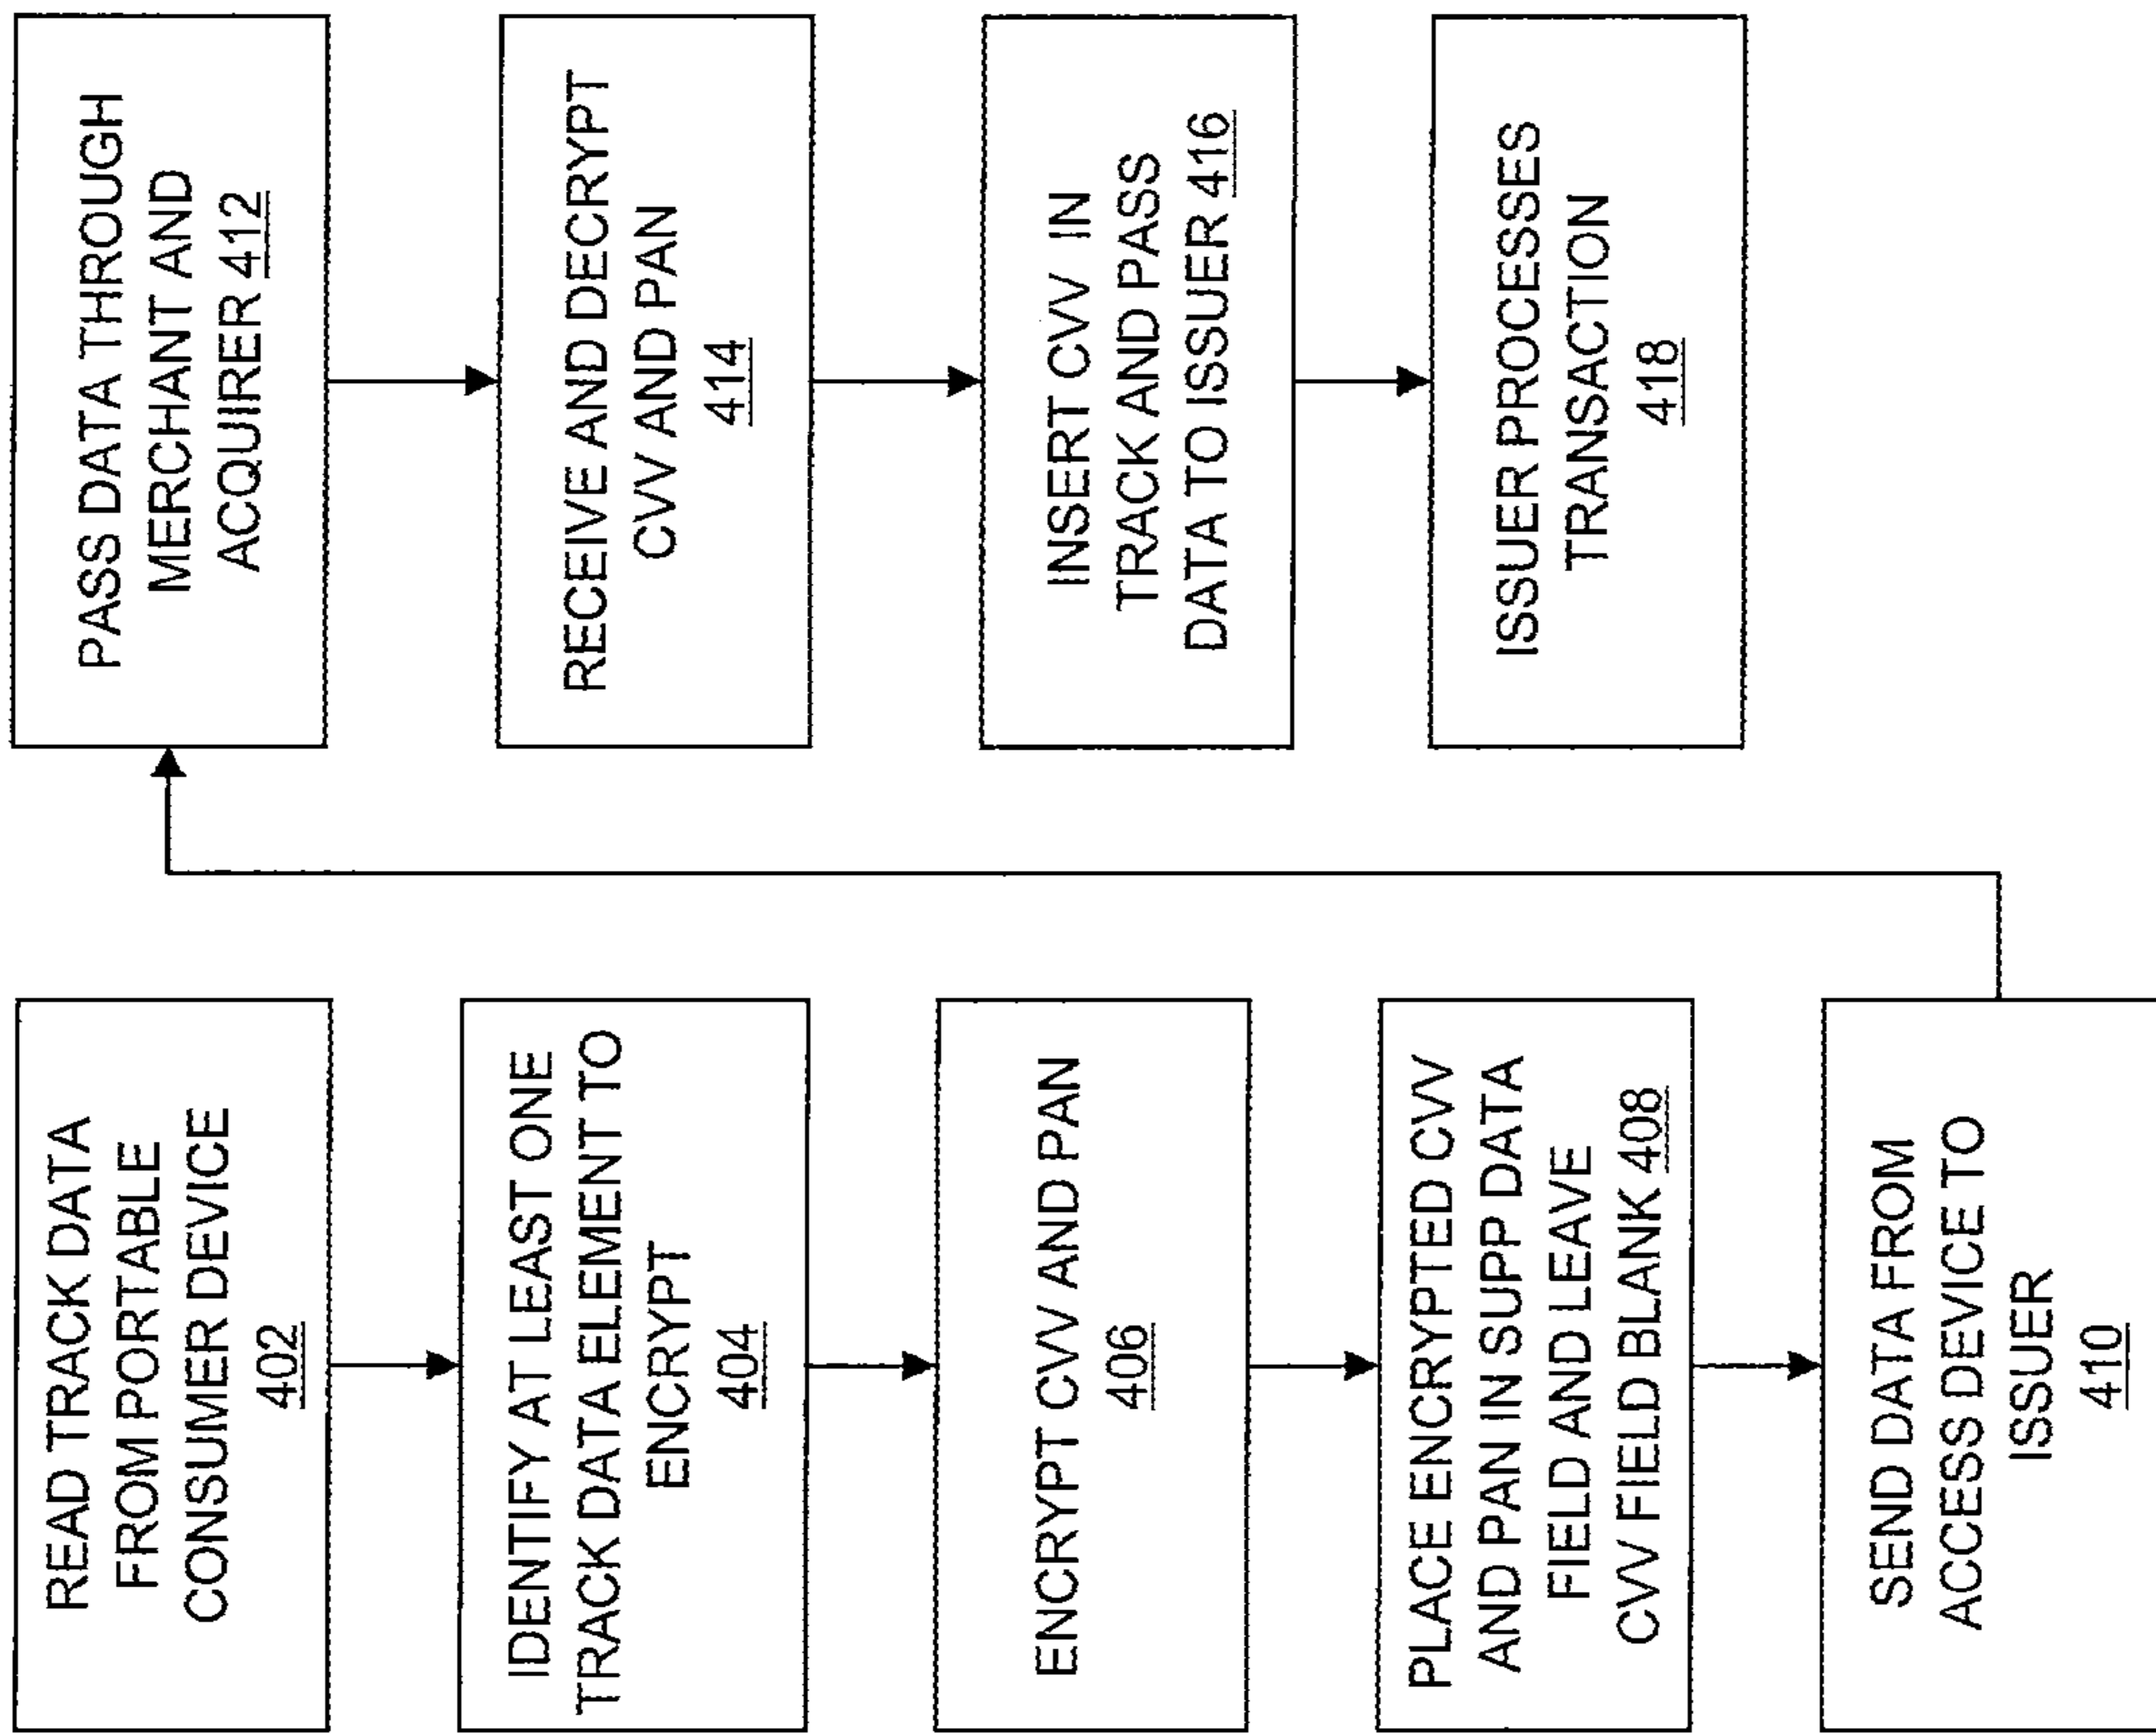 READ TRACK DATA
FROM PORTABLE
CONSUMER DEVICE
402
IDENTIFY AT LEAST ONE
TRACK DATA ELEMENT TO
ENCRYPT
404
ENCRYPT CVV AND PAN
406
PLACE ENCRYPTED CVV
AND PAN IN SUPP DATA
FIELD AND LEAVE
CVV FIELD BLANK 408
SEND DATA FROM
ACCESS DEVICE TO
ISSUER
410
PASS DATA THROUGH
MERCHANT AND
ACQUIRER 412
RECEIVE AND DECRYPT
CVV AND PAN
414
INSERT CVV IN
TRACK AND PASS
DATA TO ISSUER 416
ISSUER PROCESSES
TRANSACTION
418